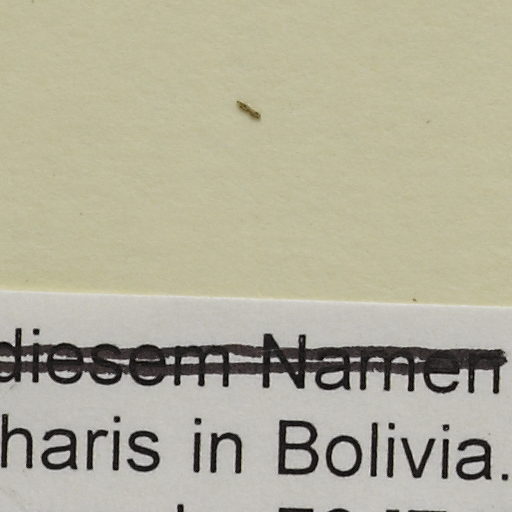 diesem Namen
haris in Bolivia.